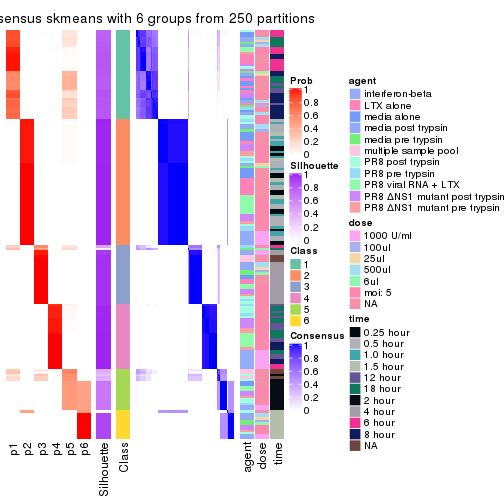 sensus skmeans with 6 groups from 250 partitions
Prob
1
0.8
0.6
0.4
0.2
0
Silhouette
1
0.8
0.6
0.4
0.2
0
Class
1
2
3
4
5
6
Consensus
1
0.8
0.6
0.4
0.2
0
agent
interferon-beta
LTX alone
media alone
media post trypsin
media pre trypsin
multiple sample pool
PR8 post trypsin
PR8 pre trypsin
PR8 viral RNA + LTX
PR8 ΔNS1 mutant post trypsin
PR8 ΔNS1 mutant pre trypsin
dose
1000 U/ml
100ul
25ul
500ul
6ul
moi: 5
NA
time
0.25 hour
0.5 hour
1.0 hour
1.5 hour
12 hour
18 hour
2 hour
4 hour
6 hour
8 hour
NA
p1
p2
p3
p4
p5
p6
Silhouette
Class
agent
dose
time